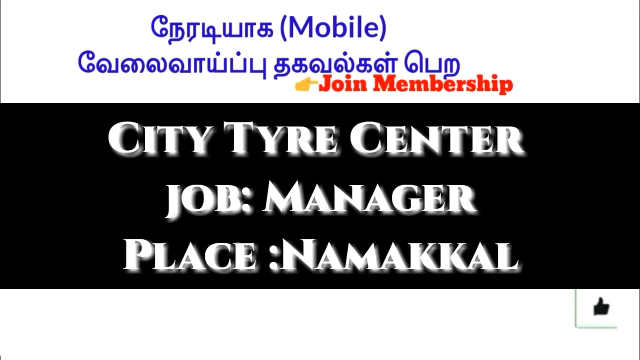 நேரடியாக (Mobile)
வேலைவாய்ப்பு தகவல்கள் பெற
👉Join Membership
City Tyre Center
job: Manager
Place :Namakkal